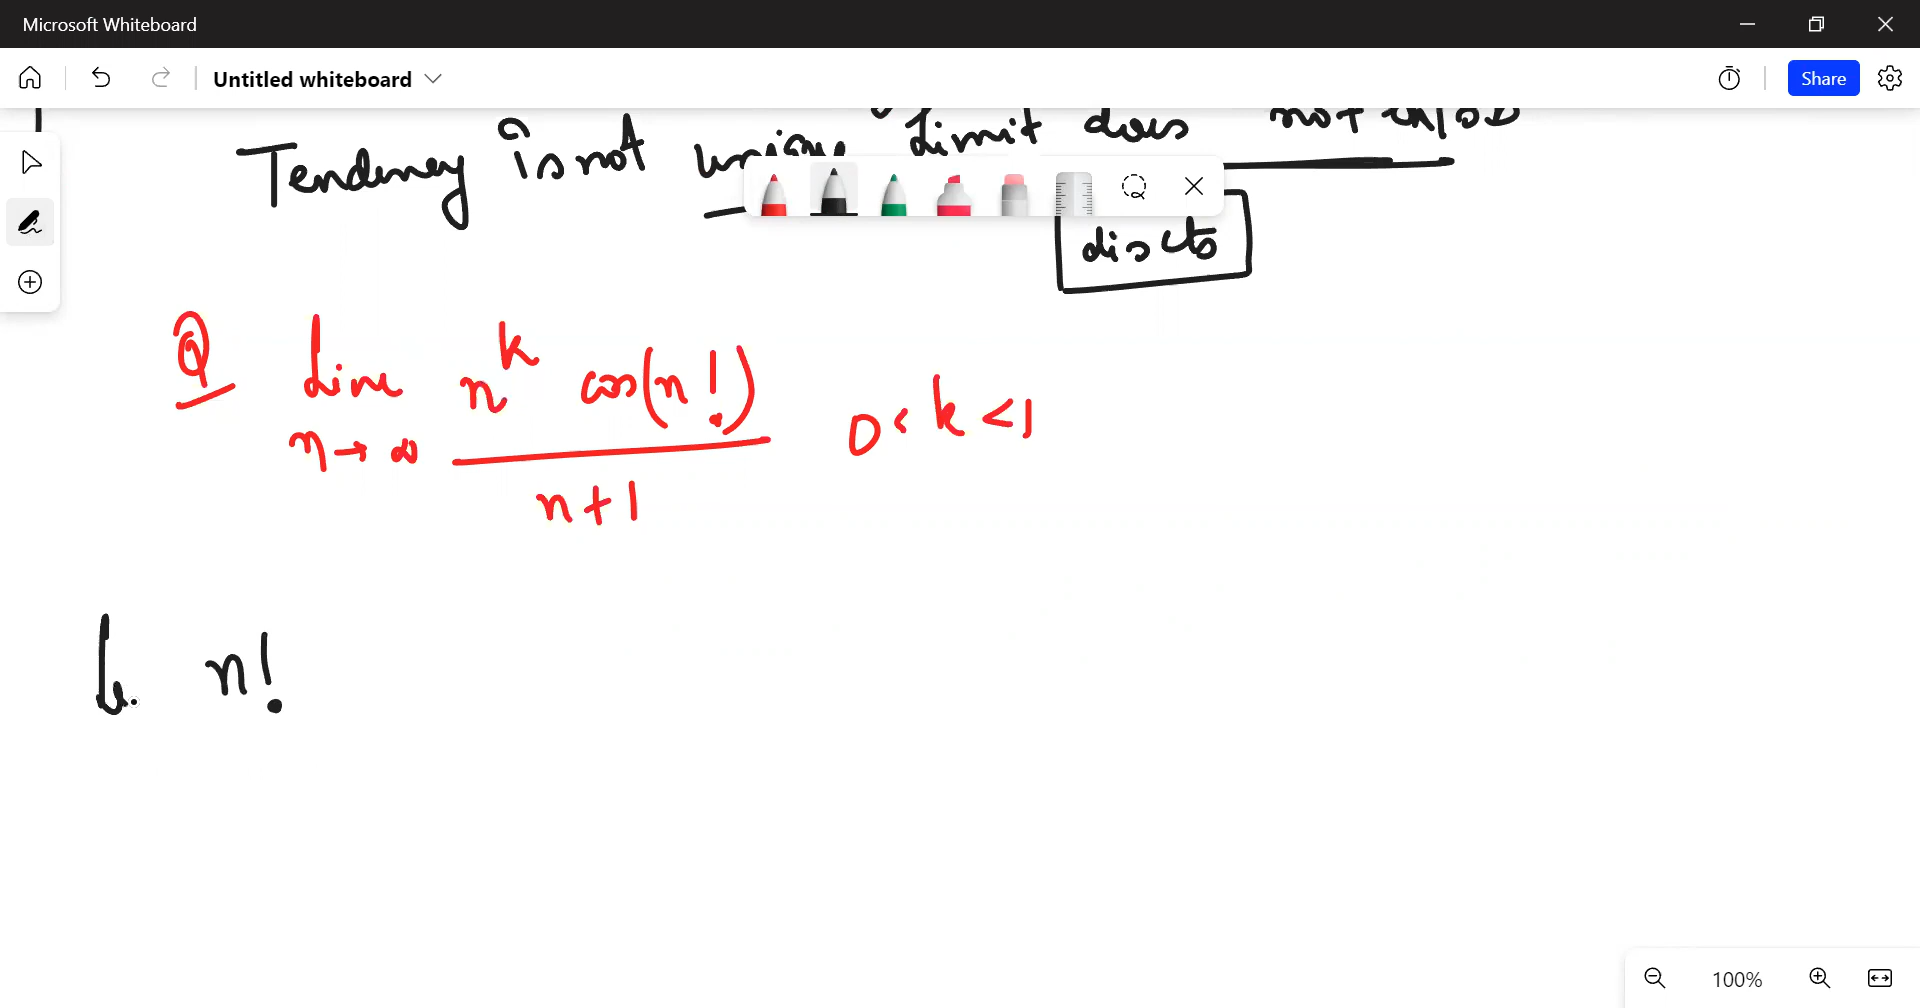 Microsoft Whiteboard
Untitled whiteboard
Share
Tendency is not unique Limit does not
discts
Q Lim n^k cos(n!) 0 < k < 1
n → ∞ n + 1
n!
100%